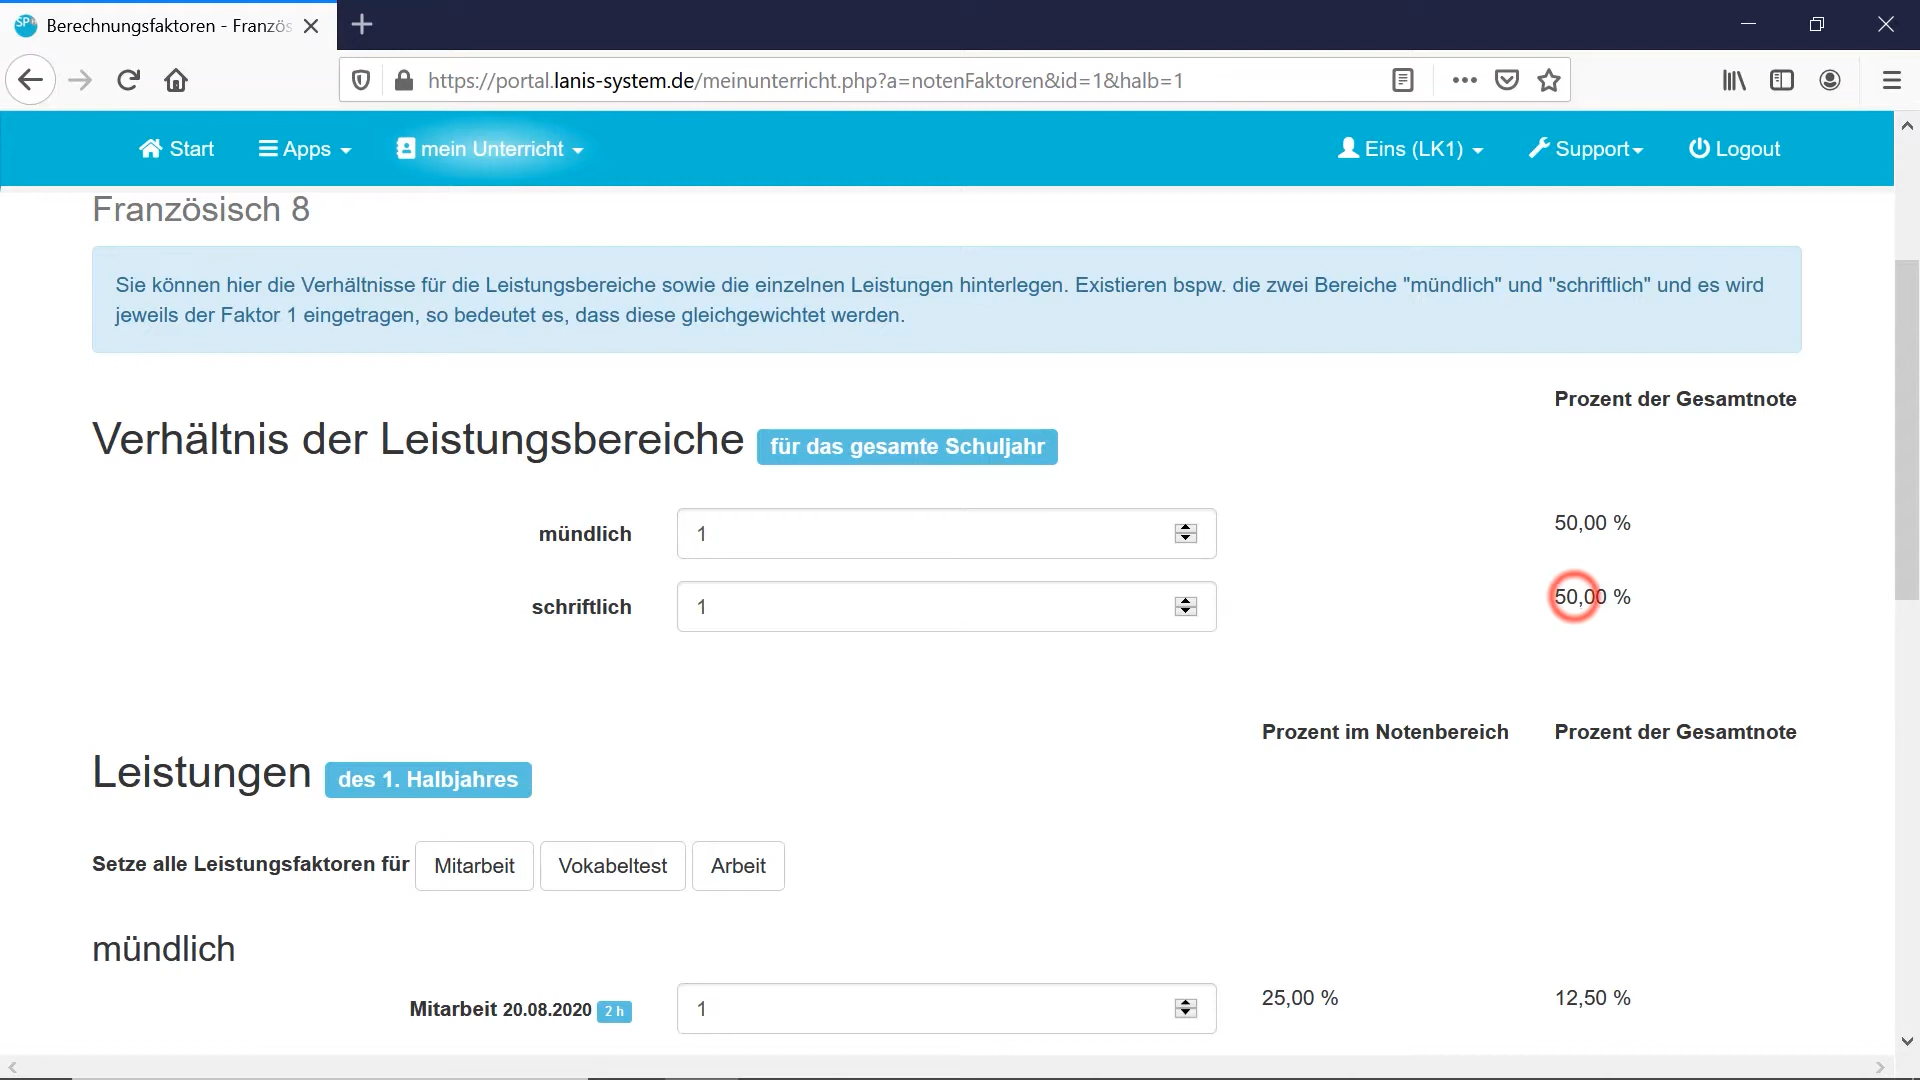 Berechnungsfaktoren - Französ
https://portal.lanis-system.de/meinunterricht.php?a=notenFaktoren&id=1&halb=1
Start Apps mein Unterricht Eins (LK1) Support Logout
Französisch 8
Sie können hier die Verhältnisse für die Leistungsbereiche sowie die einzelnen Leistungen hinterlegen. Existieren bspw. die zwei Bereiche "mündlich" und "schriftlich" und es wird
jeweils der Faktor 1 eingetragen, so bedeutet es, dass diese gleichgewichtet werden.
Prozent der Gesamtnote
Verhältnis der Leistungsbereiche für das gesamte Schuljahr
mündlich 1 50,00 %
schriftlich 1 50,00 %
Prozent im Notenbereich Prozent der Gesamtnote
Leistungen des 1. Halbjahres
Setze alle Leistungsfaktoren für Mitarbeit Vokabeltest Arbeit
mündlich
Mitarbeit 20.08.2020 2 h 1 25,00 % 12,50 %